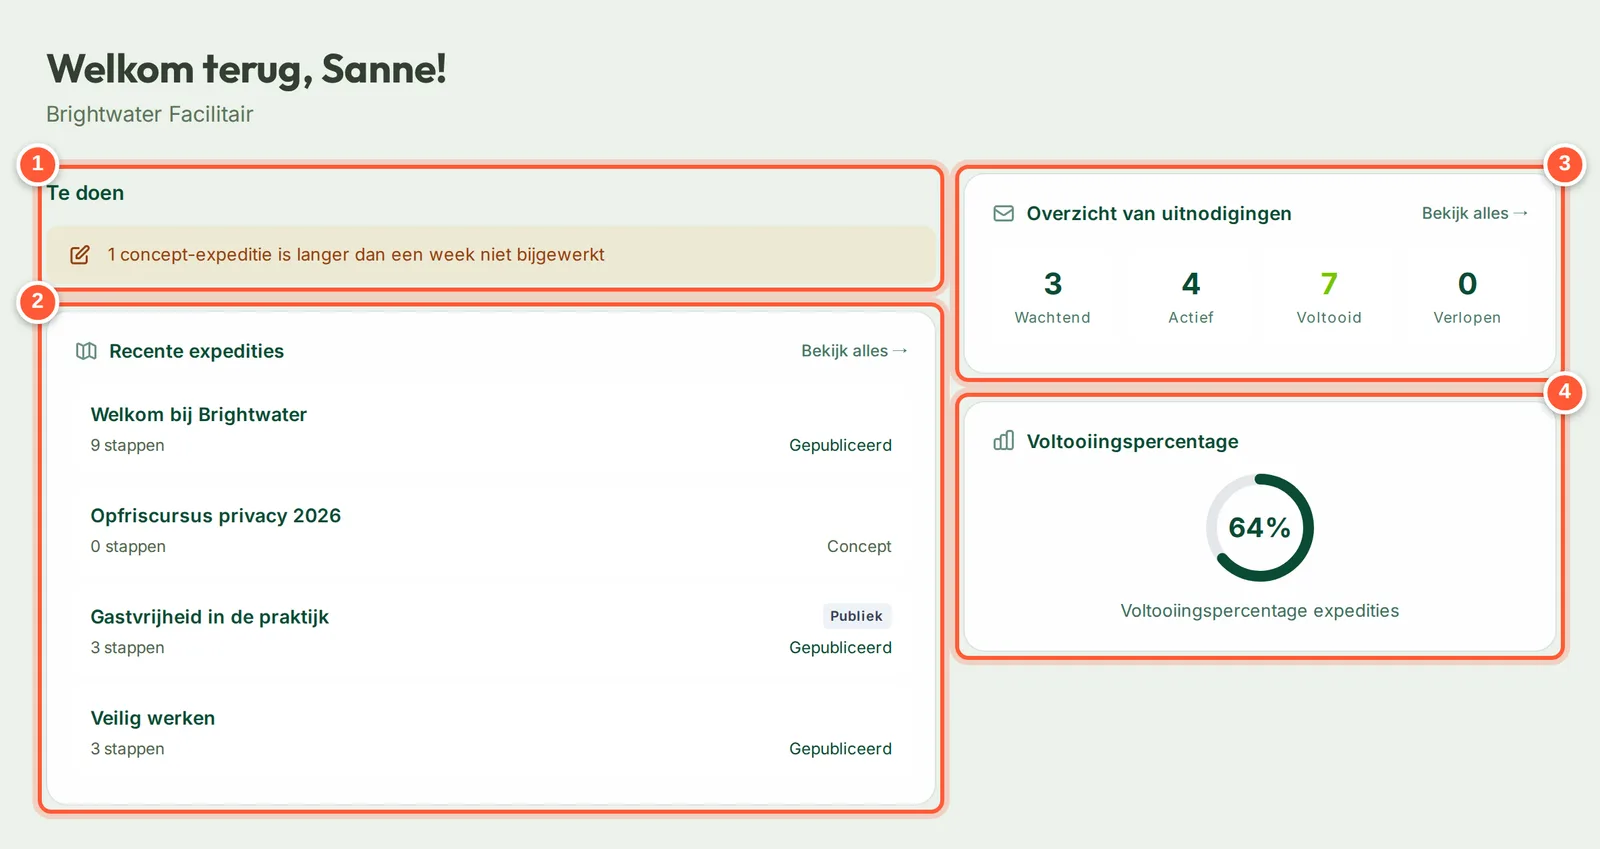 Welkom terug, Sanne!
Brightwater Facilitair
1
Te doen
1 concept-expeditie is langer dan een week niet bijgewerkt
2
Recente expedities
Bekijk alles →
Welkom bij Brightwater
9 stappen
Gepubliceerd
Opfriscursus privacy 2026
0 stappen
Concept
Gastvrijheid in de praktijk
Publiek
3 stappen
Gepubliceerd
Veilig werken
3 stappen
Gepubliceerd
3
Overzicht van uitnodigingen
Bekijk alles →
3
Wachtend
4
Actief
7
Voltooid
0
Verlopen
4
Voltooiingspercentage
64%
Voltooiingspercentage expedities